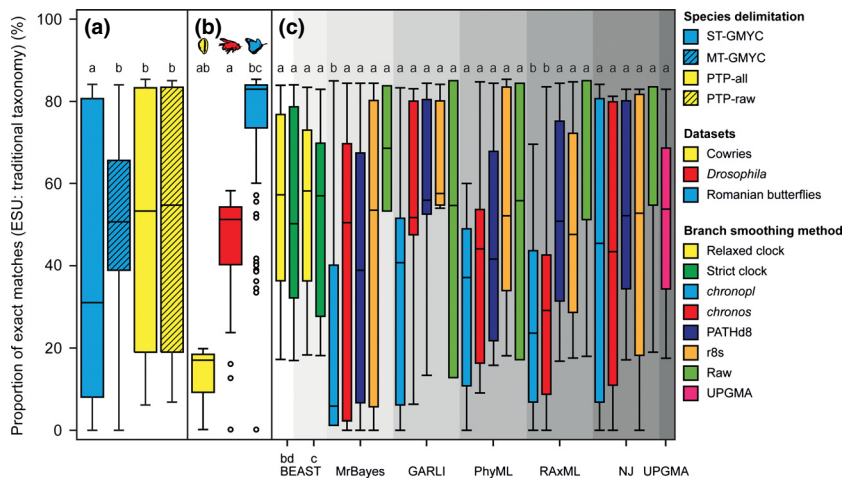 Proportion of exact matches (ESU: traditional taxonomy) (%)
100
80
60
40
20
0
(a)
a b b b
(b)
ab a bc
(c)
a a a a b a a a a a a a a a a a a a b b a a a a a a a a a
bd c
BEAST MrBayes GARLI PhyML RAxML NJ UPGMA
Species delimitation
ST-GMYC
MT-GMYC
PTP-all
PTP-raw
Datasets
Cowries
Drosophila
Romanian butterflies
Branch smoothing method
Relaxed clock
Strict clock
chronopl
chronos
PATHd8
r8s
Raw
UPGMA